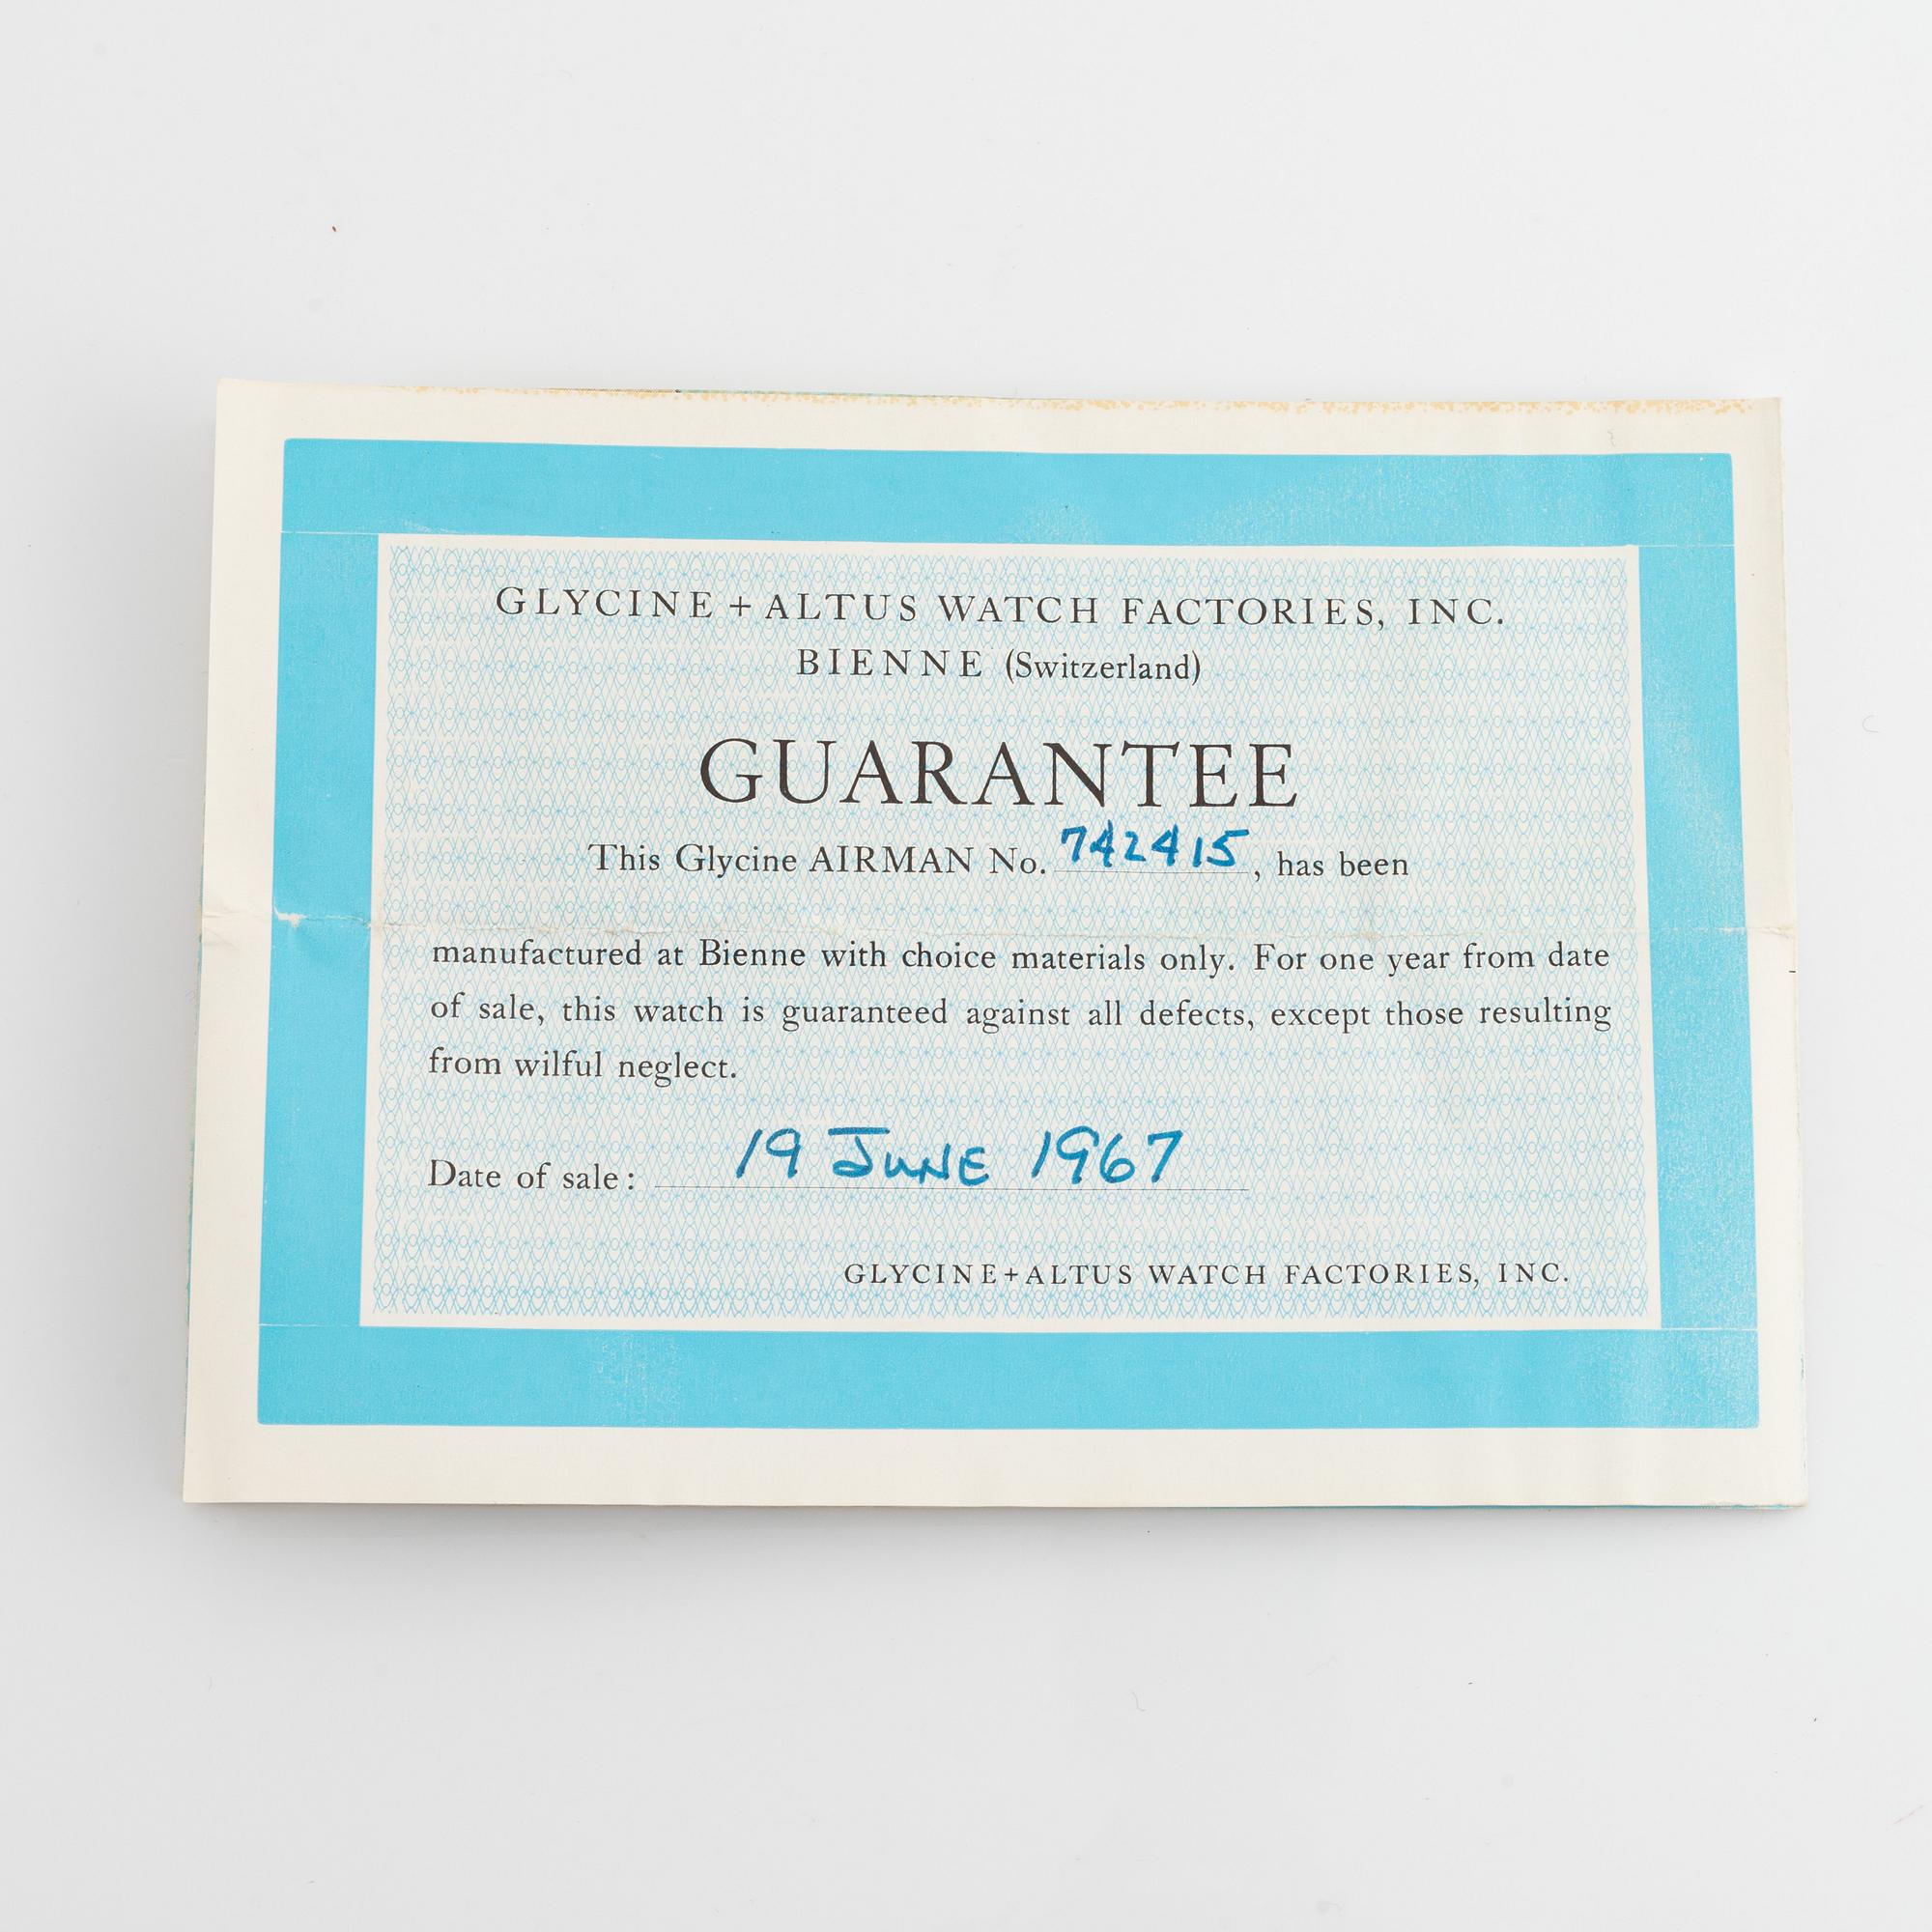 GLYCINE + ALTUS WATCH FACTORIES, INC.
BIENNE (Switzerland)
GUARANTEE
This Glycine AIRMAN No. 742415, has been
manufactured at Bienne with choice materials only. For one year from date
of sale, this watch is guaranteed against all defects, except those resulting
from wilful neglect.
Date of sale: 19 JUNE 1967
GLYCINE+ALTUS WATCH FACTORIES, INC.